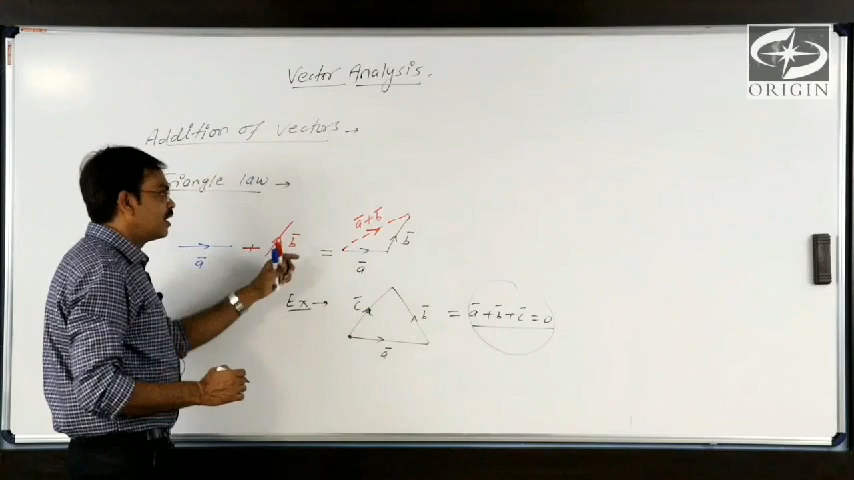 ORIGIN
Vector Analysis.
Addition of vectors →
Triangle law →
a̅ + b̅ = a̅ b̅ a̅+b̅
Ex → a̅ b̅ c̅ = a̅+b̅+c̅=0